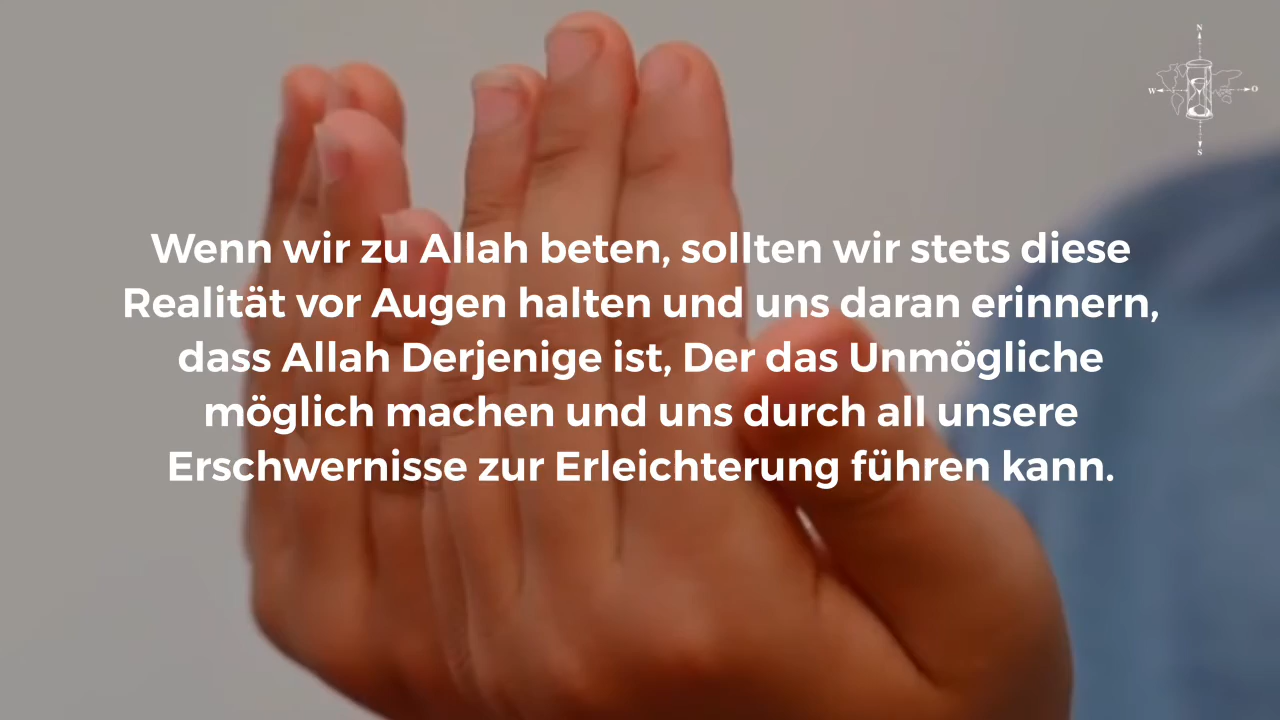 N
W
O
S
Wenn wir zu Allah beten, sollten wir stets diese
Realität vor Augen halten und uns daran erinnern,
dass Allah Derjenige ist, Der das Unmögliche
möglich machen und uns durch all unsere
Erschwernisse zur Erleichterung führen kann.